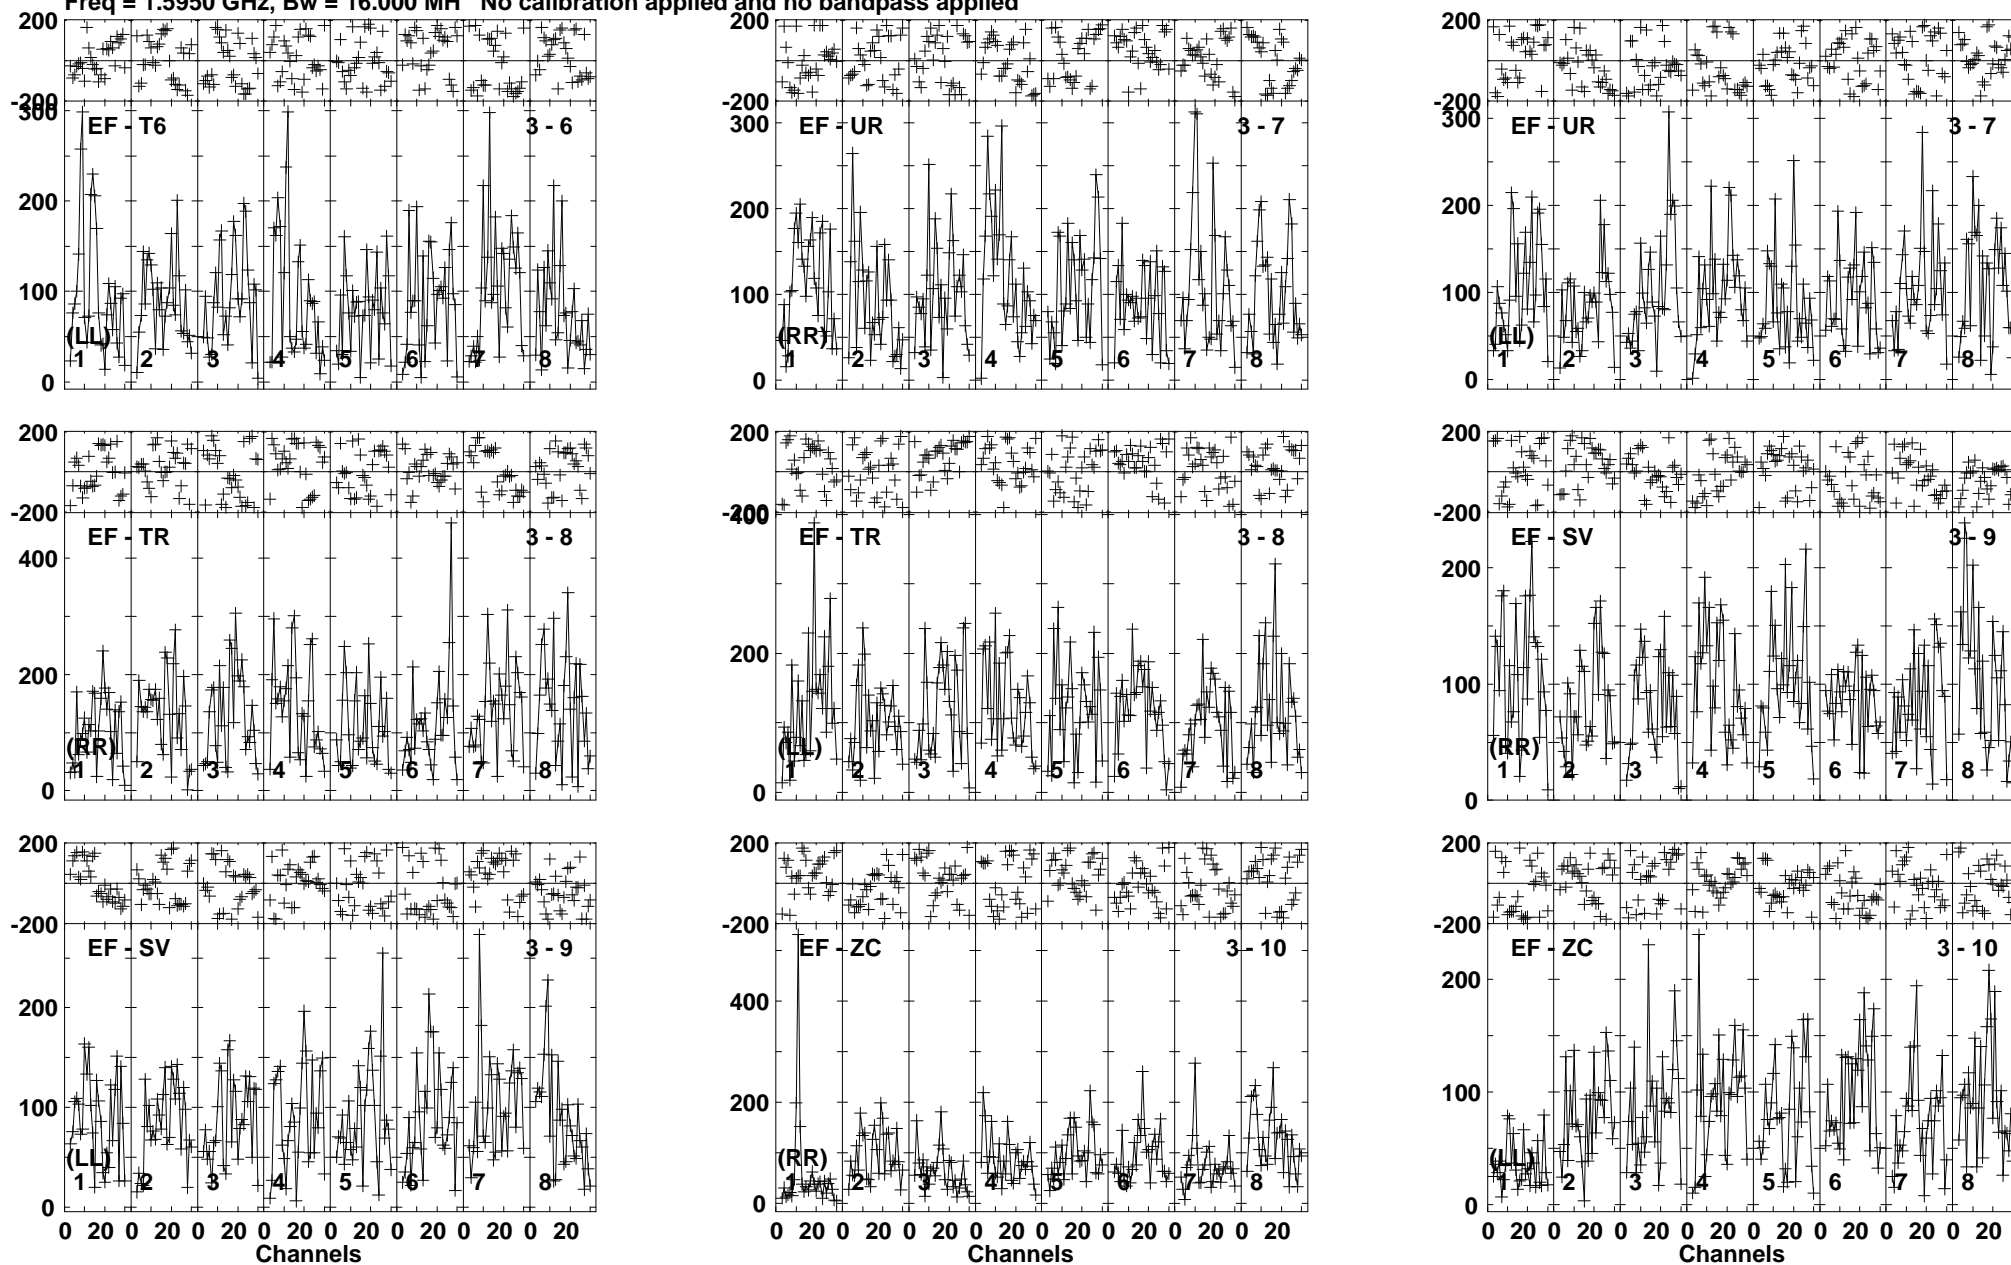 Freq = 1.5950 GHz, Bw = 16.000 MH No calibration applied and no bandpass applied
200 200 200
-200 -200 -200
300 EF - T6 3 - 6 300 EF - UR 3 - 7 300 EF - UR 3 - 7
200 200 200
100 100 100
(LL) (RR) (LL)
1 2 3 4 5 6 7 8 1 2 3 4 5 6 7 8 1 2 3 4 5 6 7 8
0 0 0
200 200 200
-200 -200 -200
EF - TR 3 - 8 400 EF - TR 3 - 8 EF - SV 3 - 9
400 200
200 200 100
(RR) (LL) (RR)
1 2 3 4 5 6 7 8 1 2 3 4 5 6 7 8 1 2 3 4 5 6 7 8
0 0 0
200 200 200
-200 -200 -200
EF - SV 3 - 9 EF - ZC 3 - 10 EF - ZC 3 - 10
200 400 200
100 200 100
(LL) (RR) (LL)
1 2 3 4 5 6 7 8 1 2 3 4 5 6 7 8 1 2 3 4 5 6 7 8
0 0 0
0 20 0 20 0 20 0 20 0 20 0 20 0 20 0 20 0 20 0 20 0 20 0 20 0 20 0 20 0 20 0 20 0 20 0 20 0 20 0 20 0 20 0 20 0 20 0 20
Channels Channels Channels